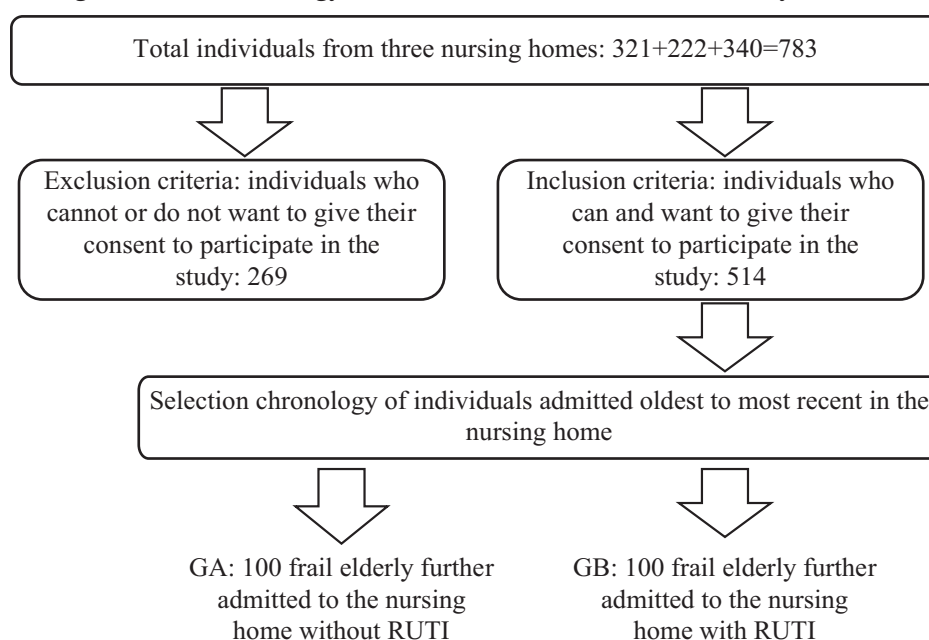 Total individuals from three nursing homes: 321+222+340=783
Exclusion criteria: individuals who
cannot or do not want to give their
consent to participate in the
study: 269
Inclusion criteria: individuals who
can and want to give their
consent to participate in the
study: 514
Selection chronology of individuals admitted oldest to most recent in the
nursing home
GA: 100 frail elderly further
admitted to the nursing
home without RUTI
GB: 100 frail elderly further
admitted to the nursing
home with RUTI